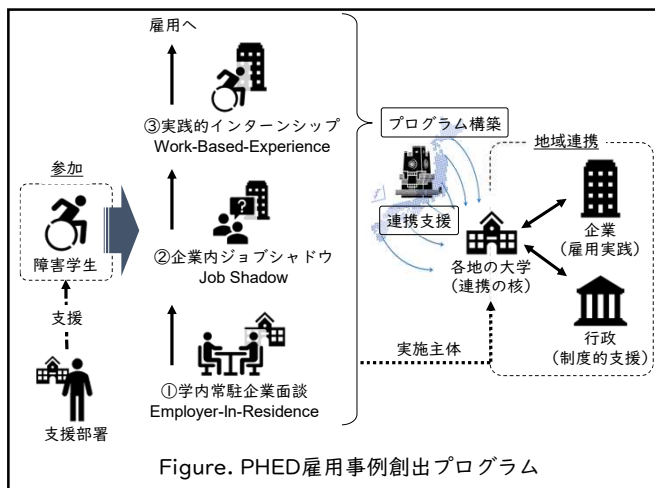 雇用へ
③実践的インターンシップ
Work-Based-Experience
参加
障害学生
②企業内ジョブシャドウ
Job Shadow
支援
支援部署
①学内常駐企業面談
Employer-In-Residence
プログラム構築
連携支援
地域連携
企業
(雇用実践)
各地の大学
(連携の核)
行政
(制度的支援)
実施主体
Figure. PHED雇用事例創出プログラム